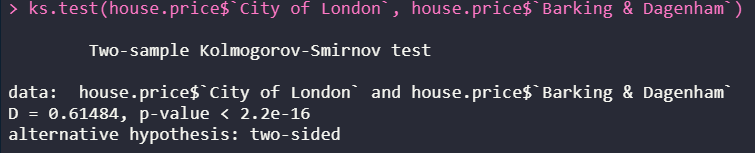 > ks.test(house.price$`City of London`, house.price$`Barking & Dagenham`)
Two-sample Kolmogorov-Smirnov test
data:  house.price$`City of London` and house.price$`Barking & Dagenham`
D = 0.61484, p-value < 2.2e-16
alternative hypothesis: two-sided